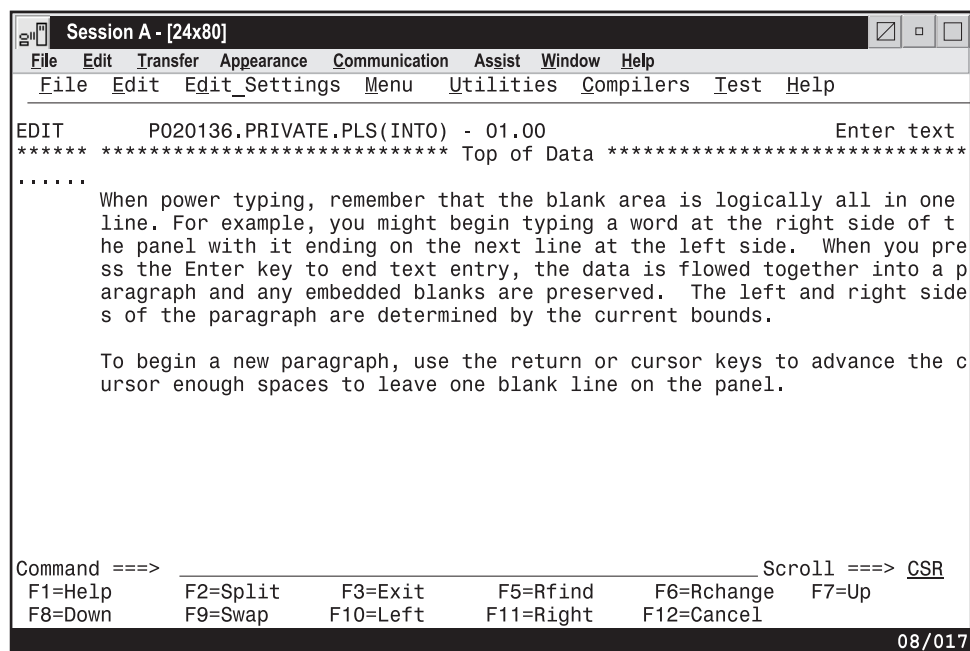 Session A - [24x80]
File Edit Transfer Appearance Communication Assist Window Help
File Edit Edit_Settings Menu Utilities Compilers Test Help
EDIT PO20136.PRIVATE.PLS(INTO) - 01.00 Enter text
****** ***************************** Top of Data ******************************
......
When power typing, remember that the blank area is logically all in one
line. For example, you might begin typing a word at the right side of t
he panel with it ending on the next line at the left side. When you pre
ss the Enter key to end text entry, the data is flowed together into a p
aragraph and any embedded blanks are preserved. The left and right side
s of the paragraph are determined by the current bounds.
To begin a new paragraph, use the return or cursor keys to advance the c
ursor enough spaces to leave one blank line on the panel.
Command ===> Scroll ===> CSR
F1=Help F2=Split F3=Exit F5=Rfind F6=Rchange F7=Up
F8=Down F9=Swap F10=Left F11=Right F12=Cancel
08/017